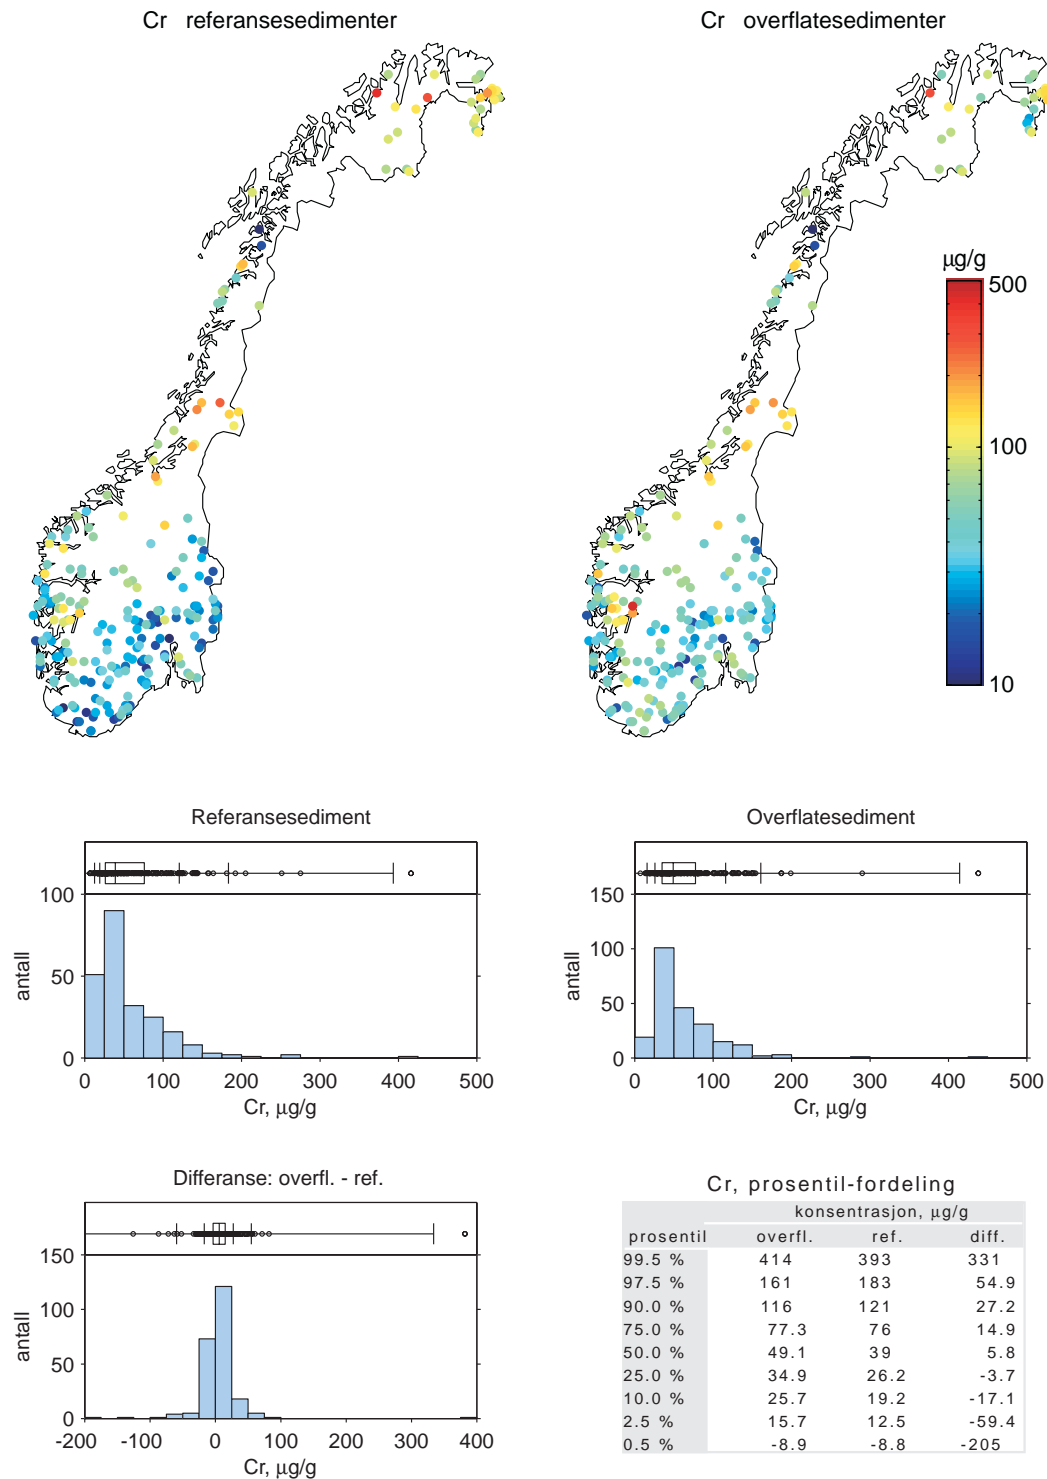 Cr referansesedimenter
Cr overflatesedimenter
µg/g
500
100
10
Referansesediment
100
50
0
antall
0 100 200 300 400 500
Cr, µg/g
Overflatesediment
150
100
50
0
antall
0 100 200 300 400 500
Cr, µg/g
Differanse: overfl. - ref.
150
100
50
0
antall
-200 -100 0 100 200 300 400
Cr, µg/g
Cr, prosentil-fordeling
konsentrasjon, µg/g
prosentil overfl. ref. diff.
99.5 % 414 393 331
97.5 % 161 183 54.9
90.0 % 116 121 27.2
75.0 % 77.3 76 14.9
50.0 % 49.1 39 5.8
25.0 % 34.9 26.2 -3.7
10.0 % 25.7 19.2 -17.1
2.5 % 15.7 12.5 -59.4
0.5 % -8.9 -8.8 -205